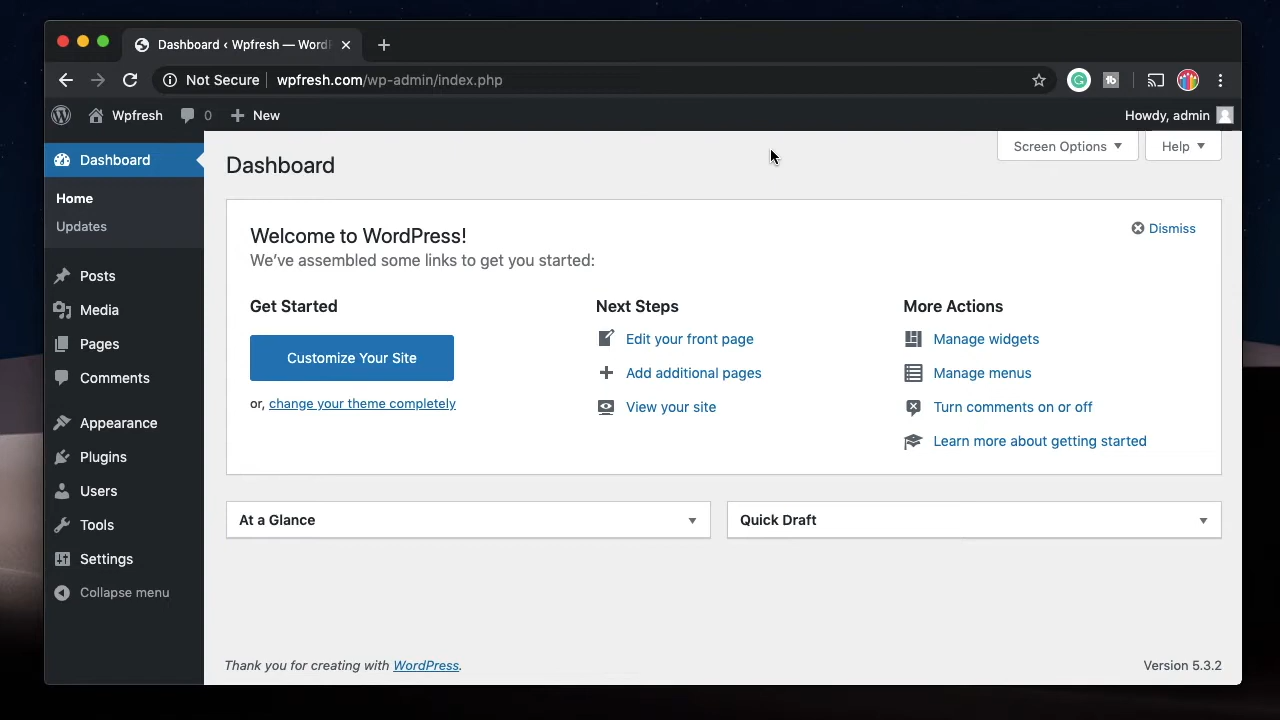 Dashboard ‹ Wpfresh — Word
Not Secure wpfresh.com/wp-admin/index.php
Wpfresh 0 New Howdy, admin
Screen Options Help
Dashboard
Home
Updates
Posts
Media
Pages
Comments
Appearance
Plugins
Users
Tools
Settings
Collapse menu
Dashboard
Welcome to WordPress!
We've assembled some links to get you started:
Dismiss
Get Started
Customize Your Site
or, change your theme completely
Next Steps
Edit your front page
Add additional pages
View your site
More Actions
Manage widgets
Manage menus
Turn comments on or off
Learn more about getting started
At a Glance
Quick Draft
Thank you for creating with WordPress.
Version 5.3.2